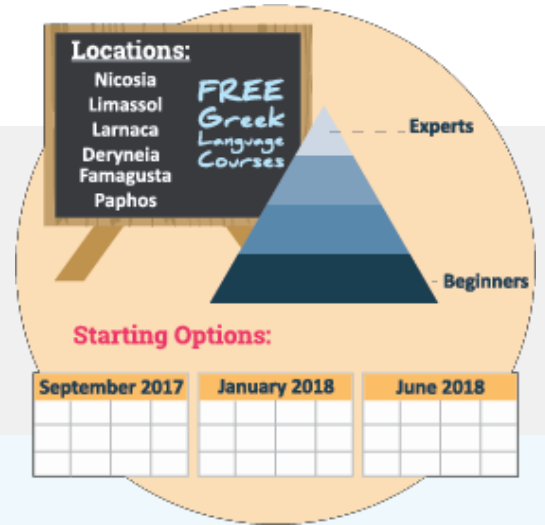 Locations:
Nicosia
Limassol
Larnaca
Deryneia
Famagusta
Paphos
FREE
Greek
Language
Courses
Experts
Beginners
Starting Options:
September 2017
January 2018
June 2018